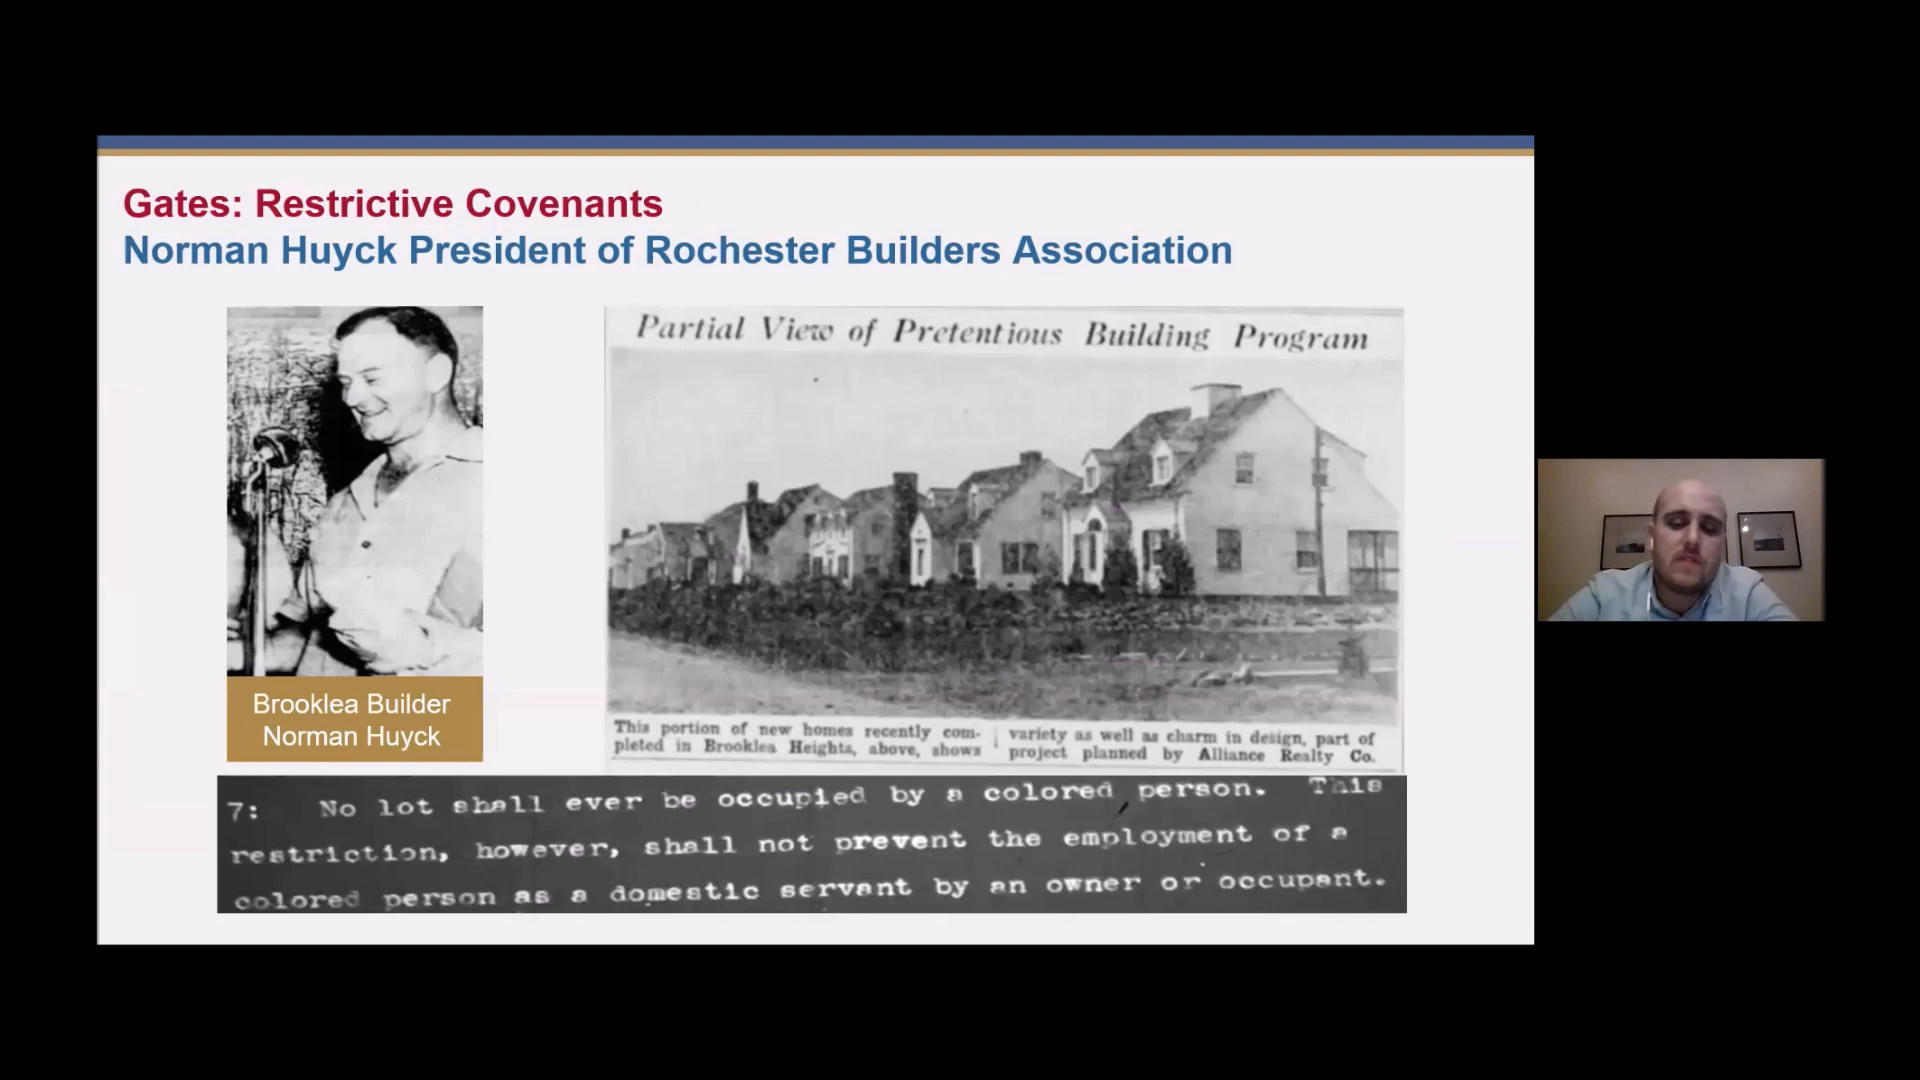 Gates: Restrictive Covenants
Norman Huyck President of Rochester Builders Association
Brooklea Builder
Norman Huyck
Partial View of Pretentious Building Program
This portion of new homes recently com-
pleted in Brooklea Heights, above, shows
variety as well as charm in design, part of
project planned by Alliance Realty Co.
7: No lot shall ever be occupied by a colored person. This
restriction, however, shall not prevent the employment of a
colored person as a domestic servant by an owner or occupant.